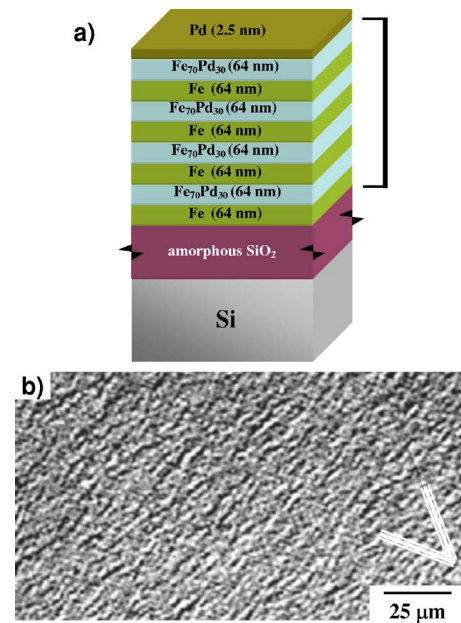 a)
Pd (2.5 nm)
Fe₇₀Pd₃₀ (64 nm)
Fe (64 nm)
Fe₇₀Pd₃₀ (64 nm)
Fe (64 nm)
Fe₇₀Pd₃₀ (64 nm)
Fe (64 nm)
Fe₇₀Pd₃₀ (64 nm)
Fe (64 nm)
amorphous SiO₂
Si
b)
25 μm